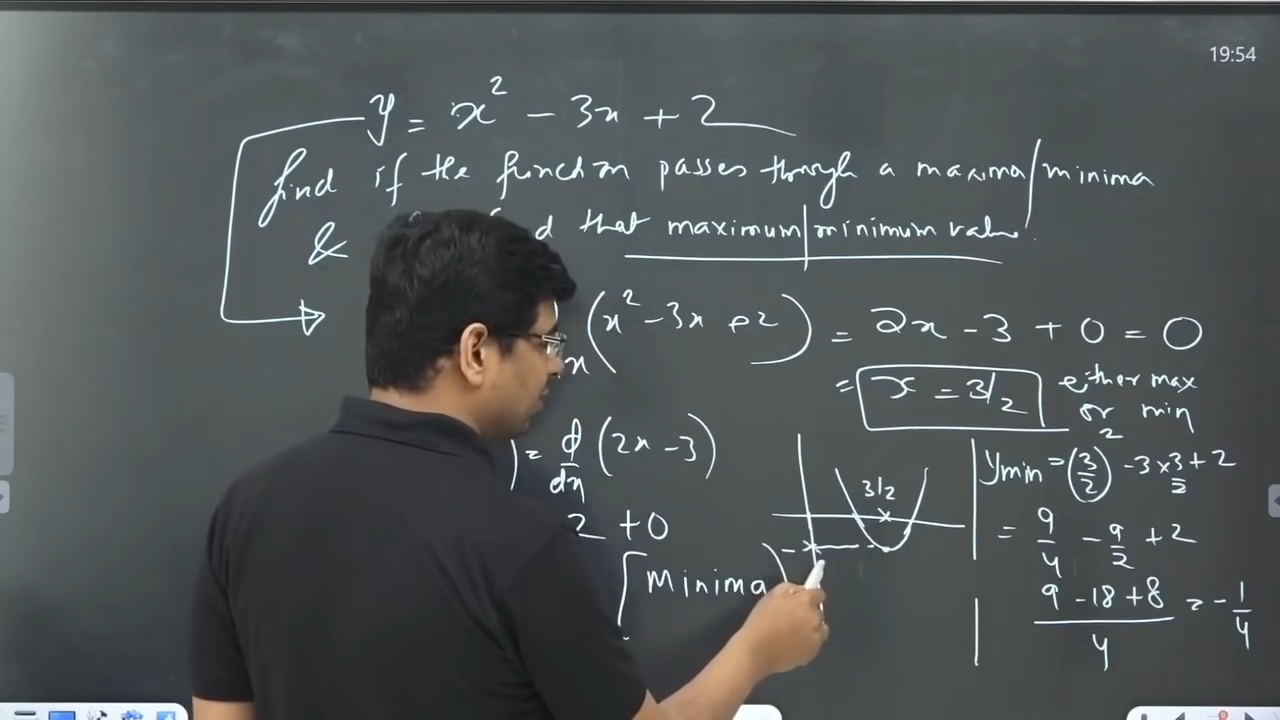 19:54
y = x² - 3x + 2
find if the function passes through a maxima/minima
& that maximum|minimum value.
(x² - 3x + 2) = 2x - 3 + 0 = 0
= x = 3/2 either max
or min
) = d/dx (2x - 3)
2 + 0
[Minima)
3/2
ymin = (3/2)² - 3×3/2 + 2
= 9/4 - 9/2 + 2
9 - 18 + 8 / 4 = -1/4